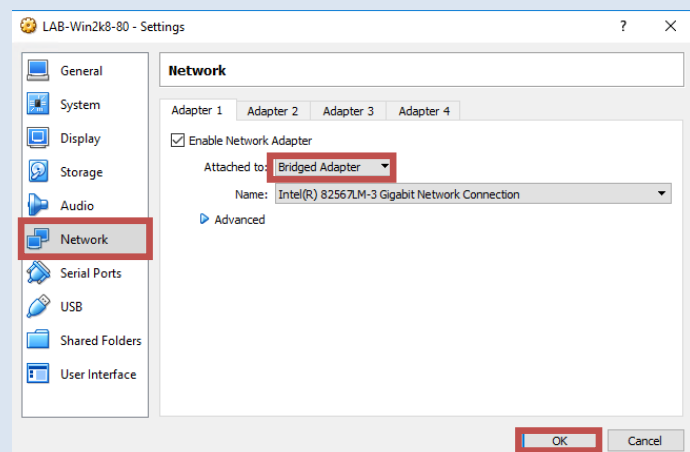 LAB-Win2k8-80 - Settings
?
General
System
Display
Storage
Audio
Network
Serial Ports
USB
Shared Folders
User Interface
Network
Adapter 1 Adapter 2 Adapter 3 Adapter 4
Enable Network Adapter
Attached to: Bridged Adapter
Name: Intel(R) 82567LM-3 Gigabit Network Connection
Advanced
OK Cancel